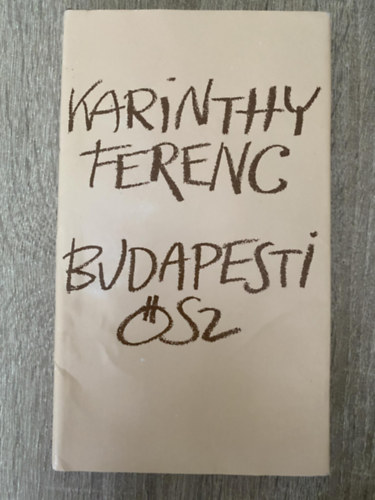 KARINTHY
FERENC
BUDAPESTI
ŐSZ